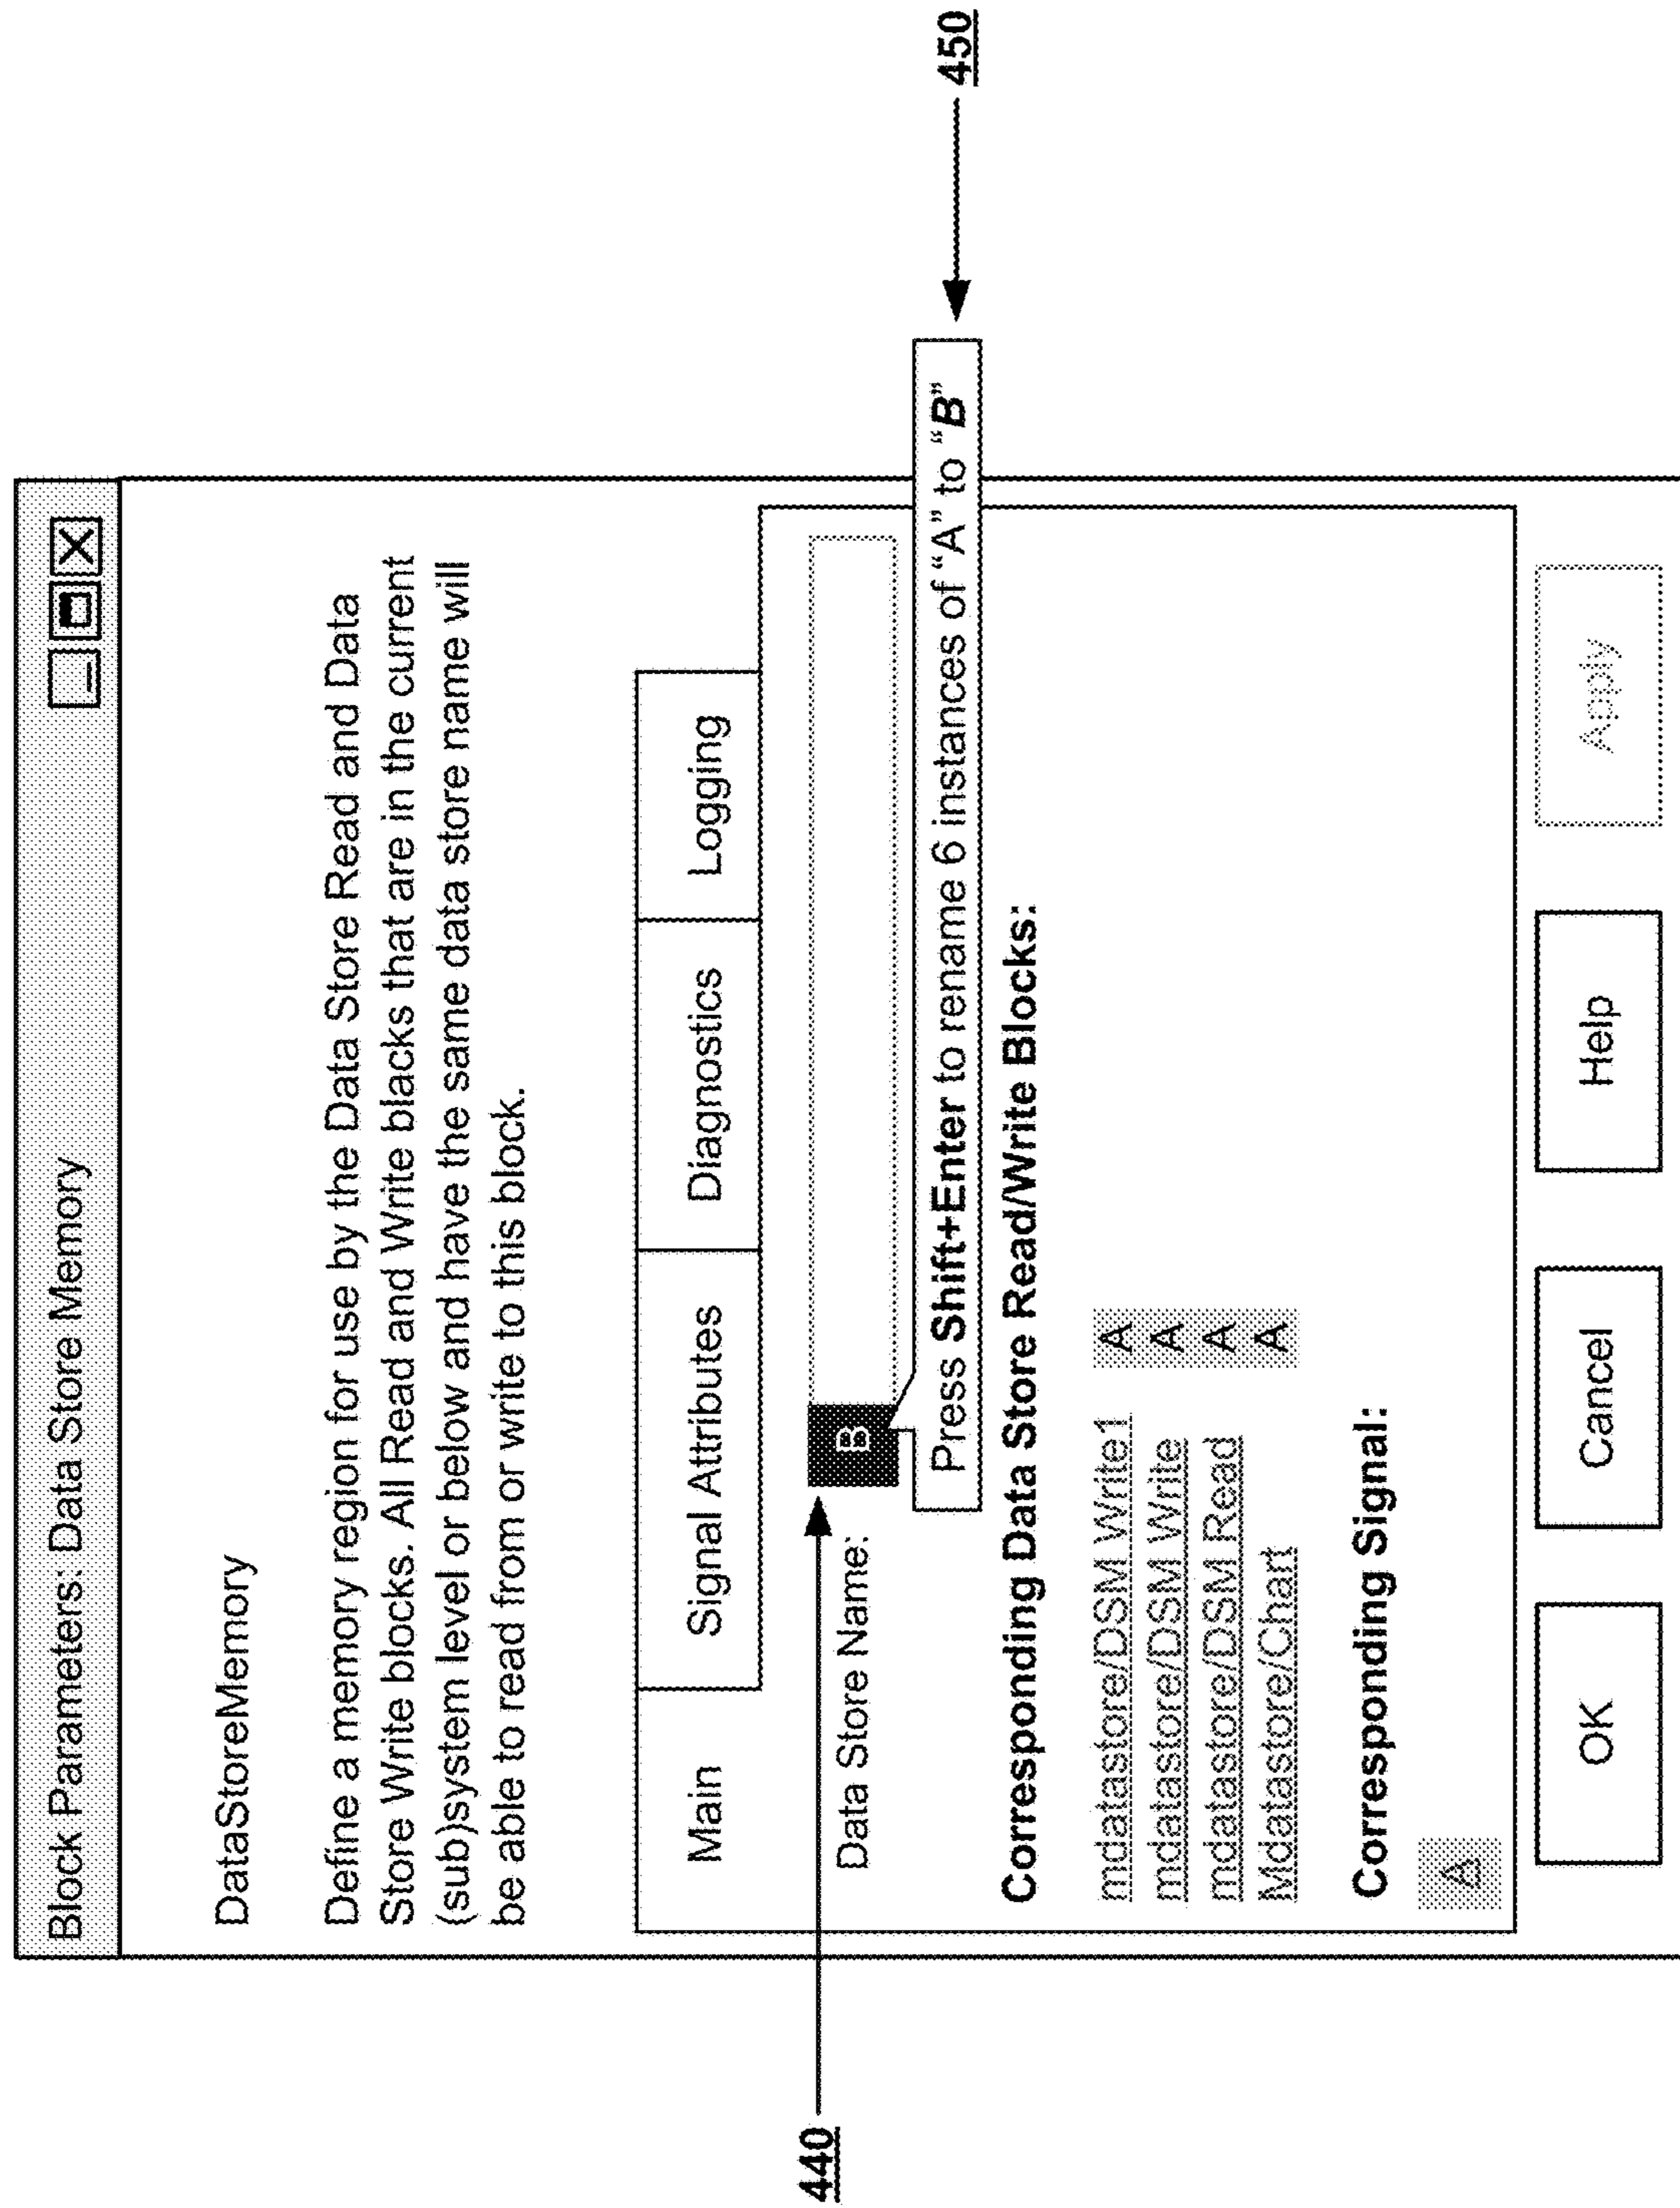 Block Parameters: Data Store Memory
DataStoreMemory
Define a memory region for use by the Data Store Read and Data
Store Write blocks. All Read and Write blacks that are in the current
(sub)system level or below and have the same data store name will
be able to read from or write to this block.
Main Signal Attributes Diagnostics Logging
440
Data Store Name: B
Press Shift+Enter to rename 6 instances of “A” to “B”
450
Corresponding Data Store Read/Write Blocks:
mdatastore/DSM Write1 A
mdatastore/DSM Write A
mdatastore/DSM Read A
Mdatastore/Chart A
Corresponding Signal:
A
OK Cancel Help Apply